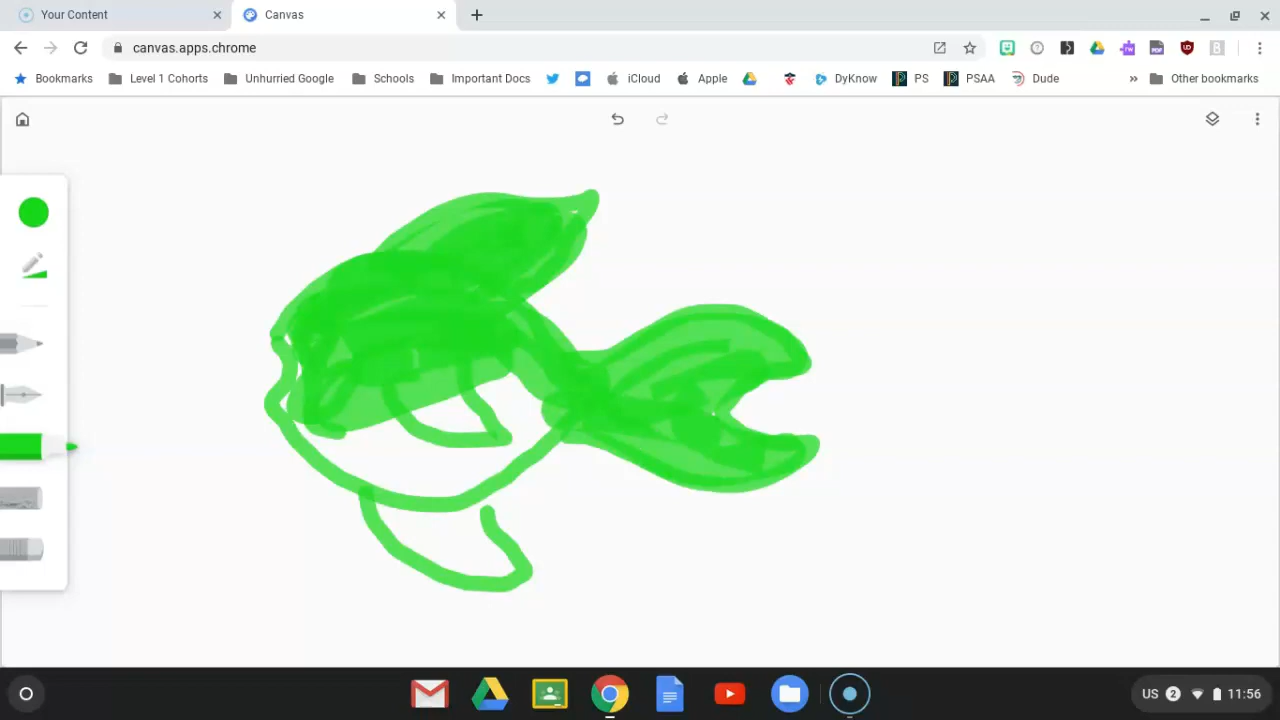 Your Content
Canvas
canvas.apps.chrome
Bookmarks Level 1 Cohorts Unhurried Google Schools Important Docs iCloud Apple DyKnow PS PSAA Dude » Other bookmarks
US 2 11:56